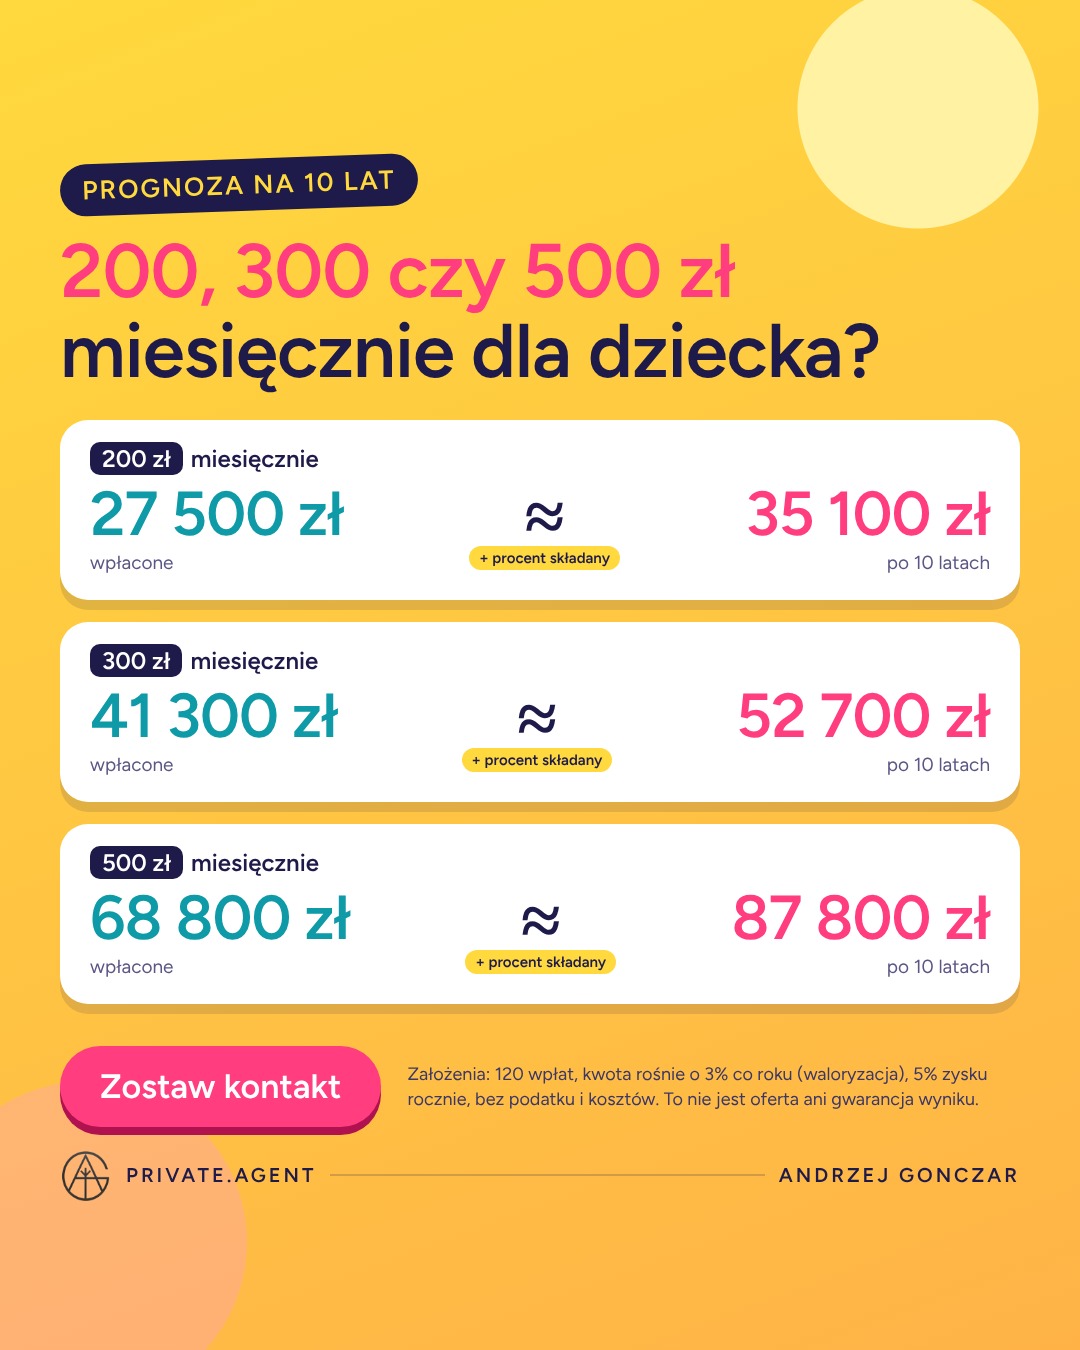 PROGNOZA NA 10 LAT
200, 300 czy 500 zł
miesięcznie dla dziecka?
200 zł miesięcznie
27 500 zł ≈ 35 100 zł
wpłacone + procent składany po 10 latach
300 zł miesięcznie
41 300 zł ≈ 52 700 zł
wpłacone + procent składany po 10 latach
500 zł miesięcznie
68 800 zł ≈ 87 800 zł
wpłacone + procent składany po 10 latach
Zostaw kontakt
Założenia: 120 wpłat, kwota rośnie o 3% co roku (waloryzacja), 5% zysku
rocznie, bez podatku i kosztów. To nie jest oferta ani gwarancja wyniku.
PRIVATE.AGENT ANDRZEJ GONCZAR